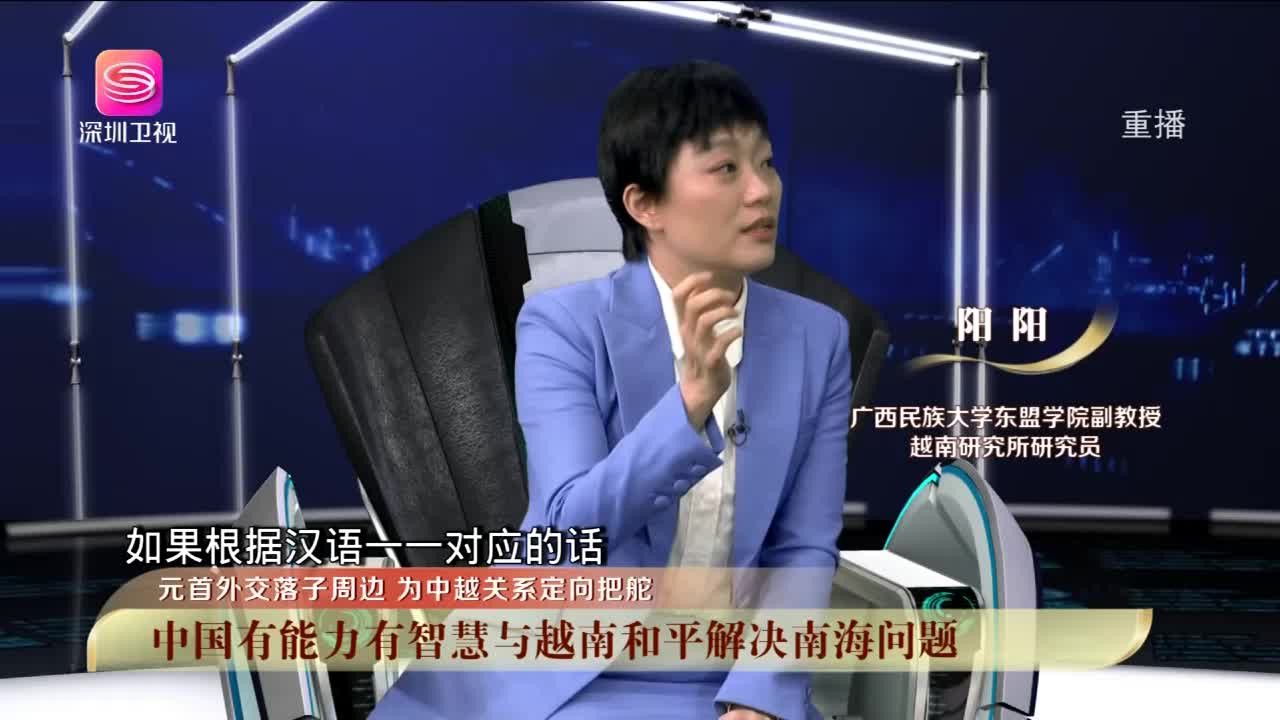 深圳卫视
重播
阳阳
广西民族大学东盟学院副教授
越南研究所研究员
如果根据汉语一一对应的话
元首外交落子周边 为中越关系定向把舵
中国有能力有智慧与越南和平解决南海问题